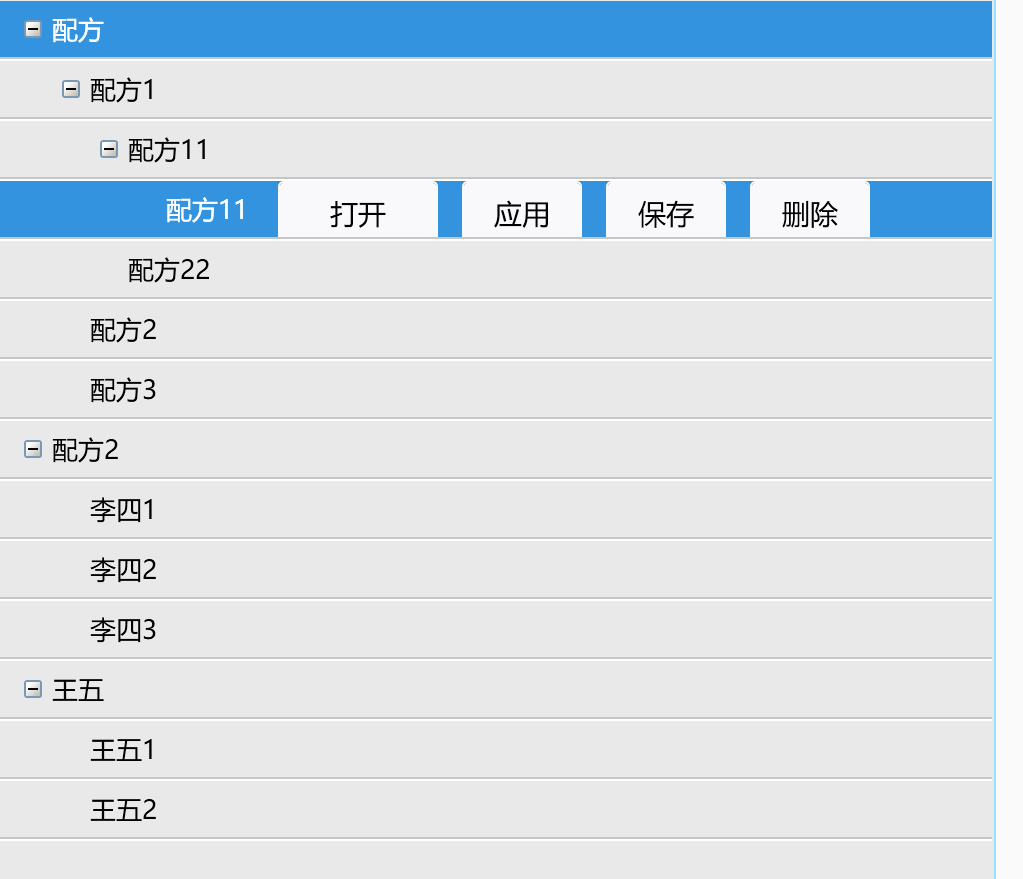 配方
配方1
配方11
配方11 打开 应用 保存 删除
配方22
配方2
配方3
配方2
李四1
李四2
李四3
王五
王五1
王五2